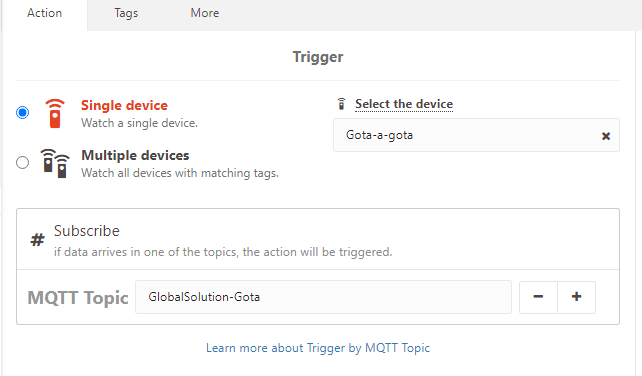 Action Tags More
Trigger
Single device
Watch a single device.
Select the device
Gota-a-gota
Multiple devices
Watch all devices with matching tags.
# Subscribe
if data arrives in one of the topics, the action will be triggered.
MQTT Topic GlobalSolution-Gota
Learn more about Trigger by MQTT Topic